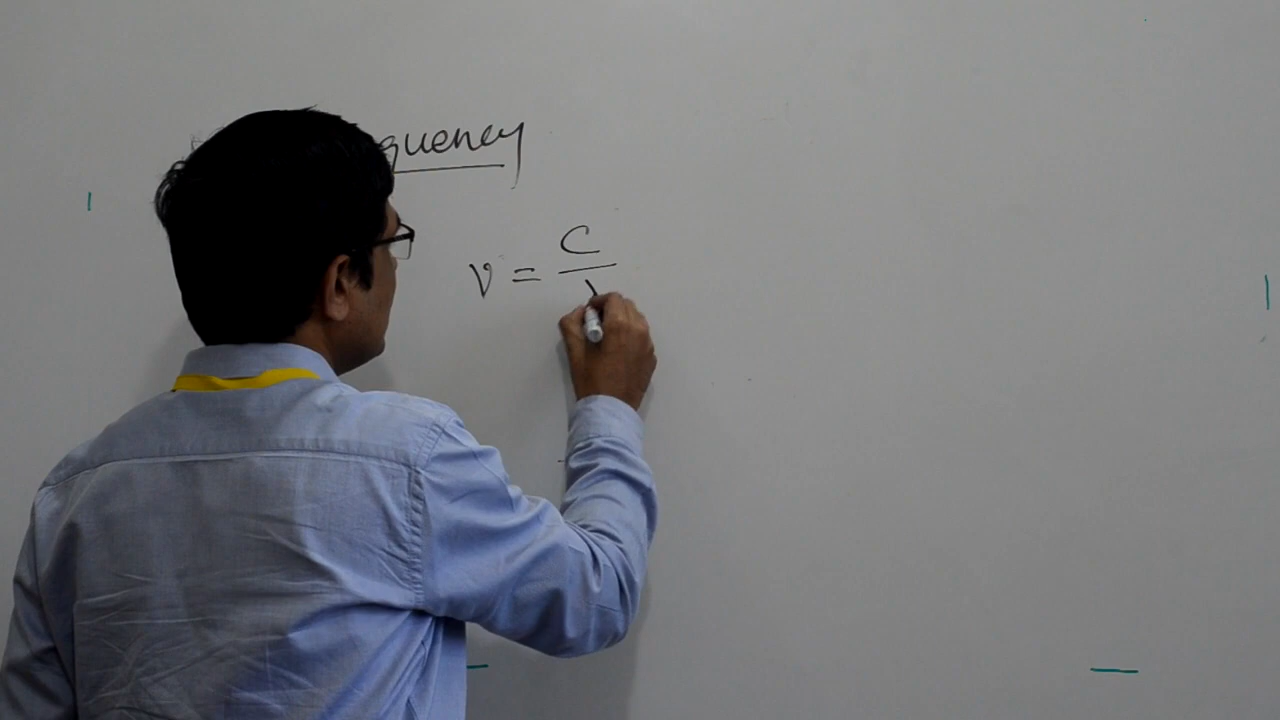 quency
ν = C / λ